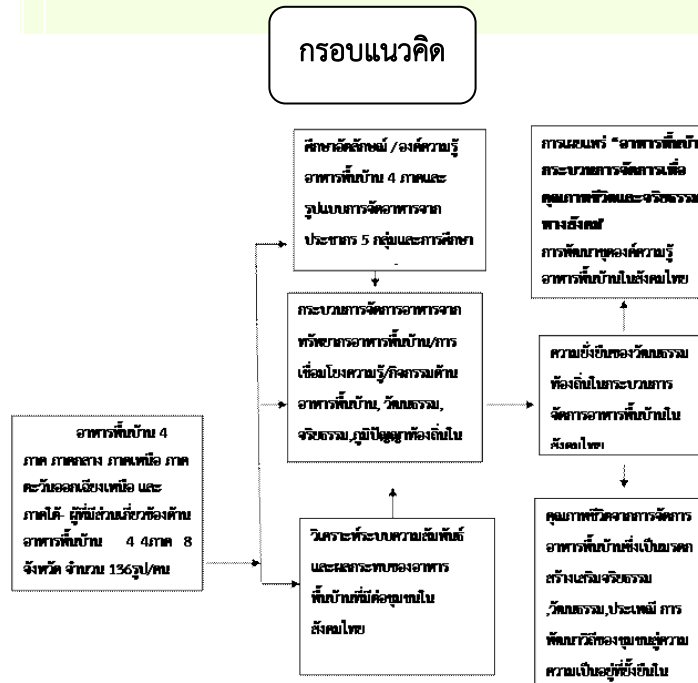 กรอบแนวคิด
ศึกษาอัตลักษณ์ /องค์ความรู้
อาหารพื้นบ้าน 4 ภาคและ
รูปแบบการจัดอาหารจาก
ประชากร 5 กลุ่มและการศึกษา
กระบวนการจัดการอาหารจาก
ทรัพยากรอาหารพื้นบ้าน/การ
เชื่อมโยงความรู้/กิจกรรมด้าน
อาหารพื้นบ้าน, วัฒนธรรม,
จริยธรรม,ภูมิปัญญาท้องถิ่นใน
อาหารพื้นบ้าน 4
ภาค ภาคกลาง ภาคเหนือ ภาค
ตะวันออกเฉียงเหนือ และ
ภาคใต้- ผู้ที่มีส่วนเกี่ยวข้องด้าน
อาหารพื้นบ้าน 4 4ภาค 8
จังหวัด จำนวน 136รูป/คน
วิเคราะห์ระบบความสัมพันธ์
และผลกระทบของอาหาร
พื้นบ้านที่มีต่อชุมชนใน
สังคมไทย
การเผยแพร่ "อาหารพื้นบ้า
กระบวนการจัดการเพื่อ
คุณภาพชีวิตและจริยธรรม
ทางสังคม"
การพัฒนาชุดองค์ความรู้
อาหารพื้นบ้านในสังคมไทย
ความยั่งยืนของวัฒนธรรม
ท้องถิ่นในกระบวนการ
จัดการอาหารพื้นบ้านใน
สังคมไทย
คุณภาพชีวิตจากการจัดการ
อาหารพื้นบ้านซึ่งเป็นมรดก
สร้างเสริมจริยธรรม
,วัฒนธรรม,ประเพณี การ
พัฒนาวิถีของชุมชนสู่ความ
ความเป็นอยู่ที่ยั่งยืนใน